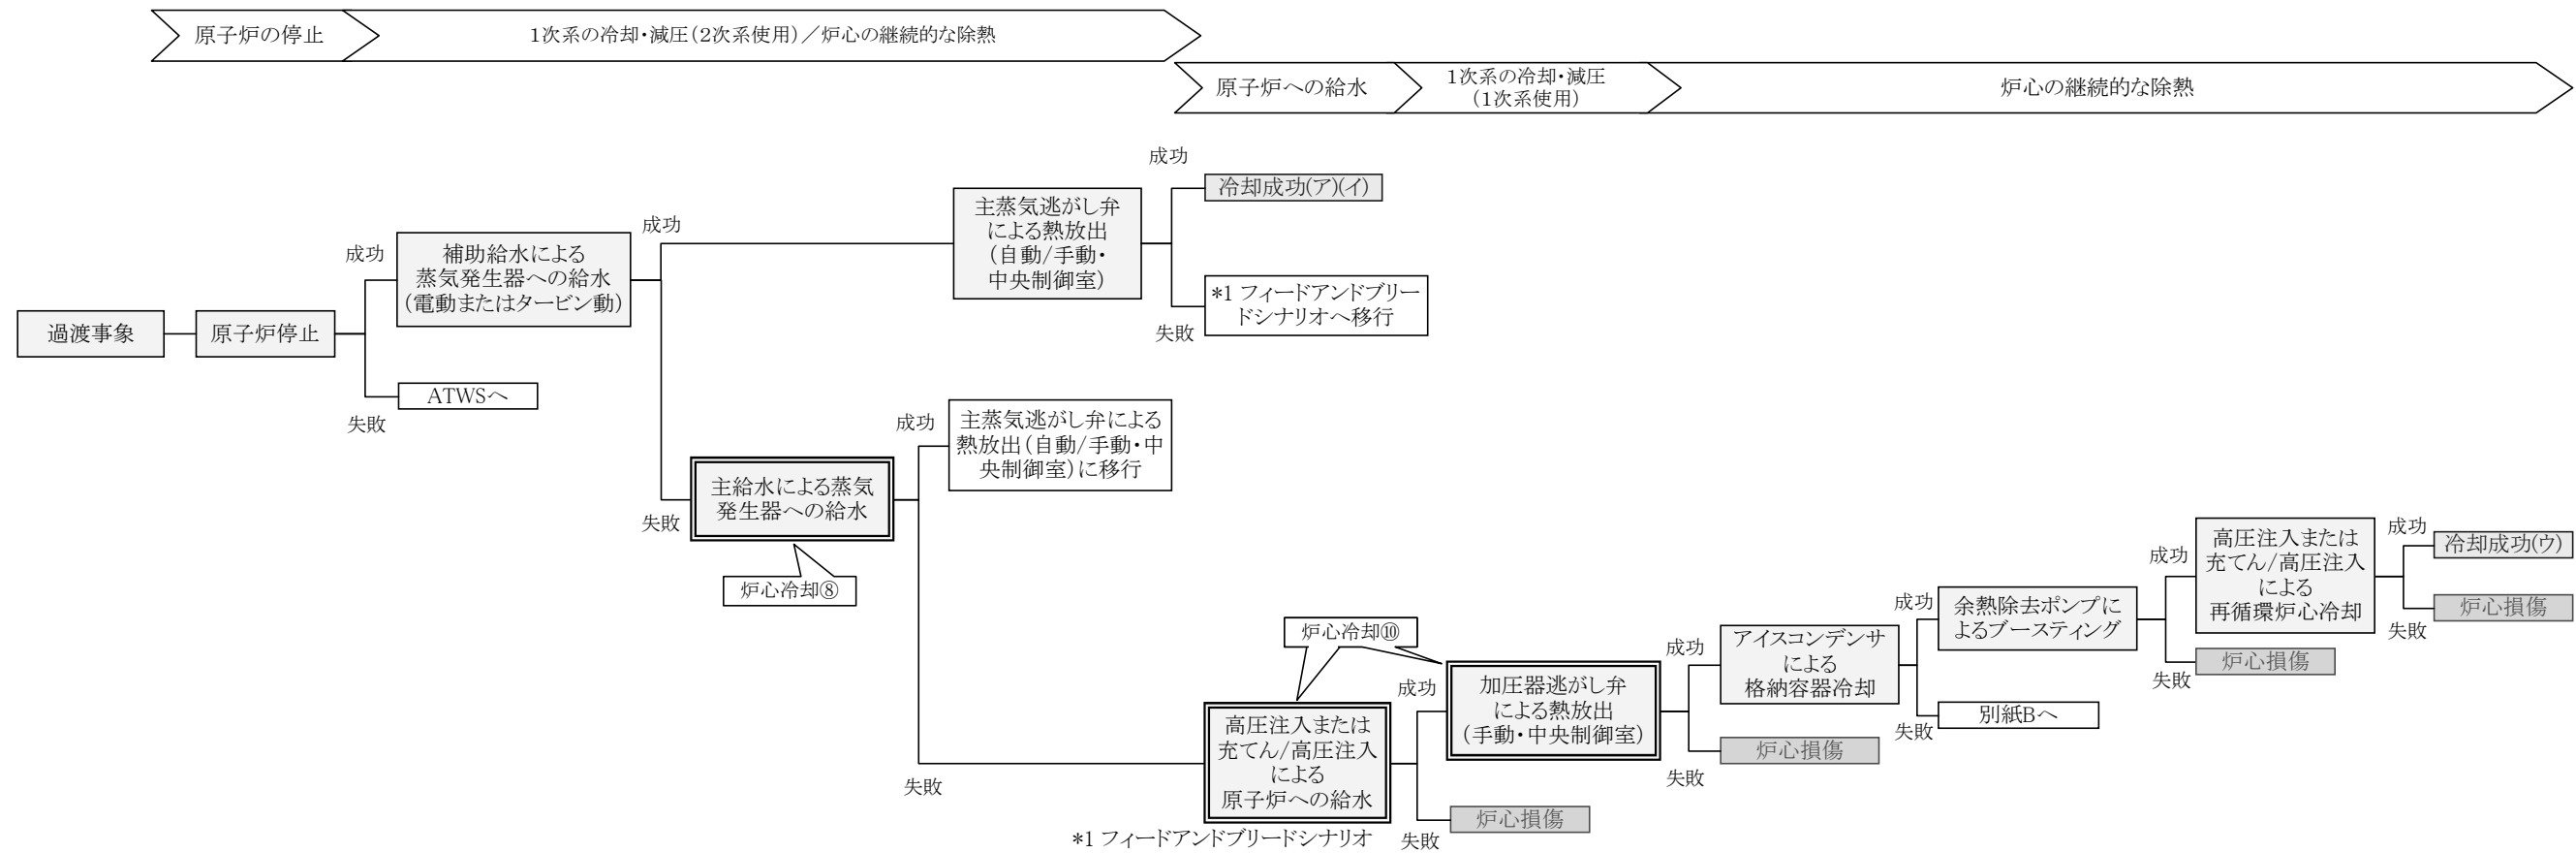 原子炉の停止
1次系の冷却・減圧（2次系使用）／炉心の継続的な除熱
原子炉への給水
1次系の冷却・減圧
（1次系使用）
炉心の継続的な除熱
過渡事象
原子炉停止
成功
失敗
補助給水による
蒸気発生器への給水
（電動またはタービン動）
ATWSへ
成功
失敗
主蒸気逃がし弁
による熱放出
（自動/手動・
中央制御室）
成功
失敗
冷却成功(ア)(イ)
*1 フィードアンドブリー
ドシナリオへ移行
主給水による蒸気
発生器への給水
炉心冷却⑧
成功
失敗
主蒸気逃がし弁による
熱放出（自動/手動・中
央制御室）に移行
高圧注入または
充てん/高圧注入
による
原子炉への給水
*1 フィードアンドブリードシナリオ
炉心冷却⑩
成功
失敗
加圧器逃がし弁
による熱放出
（手動・中央制御室）
炉心損傷
成功
失敗
アイスコンデンサ
による
格納容器冷却
炉心損傷
成功
失敗
余熱除去ポンプに
よるブースティング
別紙Bへ
成功
失敗
高圧注入または
充てん/高圧注入
による
再循環炉心冷却
炉心損傷
成功
失敗
冷却成功(ウ)
炉心損傷